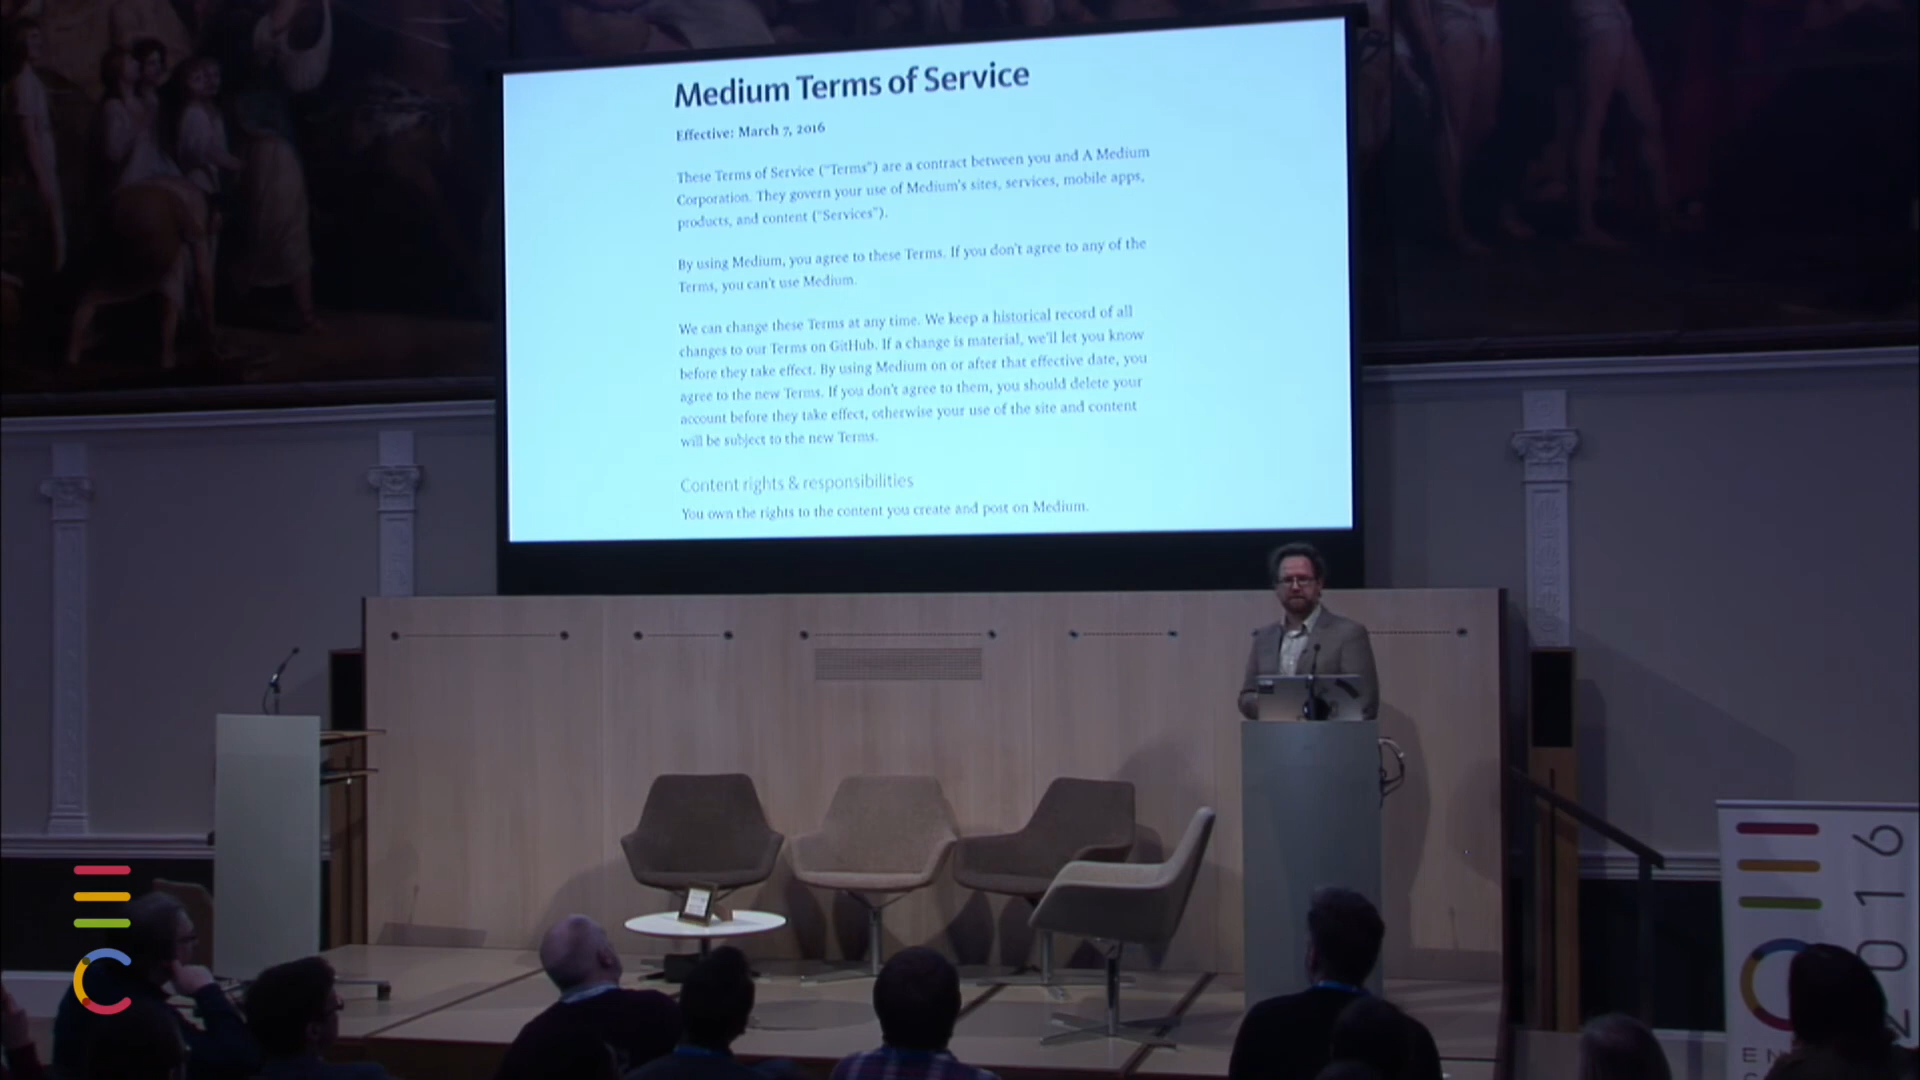 Medium Terms of Service
Effective: March 7, 2016
These Terms of Service (“Terms”) are a contract between you and A Medium
Corporation. They govern your use of Medium’s sites, services, mobile apps,
products, and content (“Services”).
By using Medium, you agree to these Terms. If you don’t agree to any of the
Terms, you can’t use Medium.
We can change these Terms at any time. We keep a historical record of all
changes to our Terms on GitHub. If a change is material, we’ll let you know
before they take effect. By using Medium on or after that effective date, you
agree to the new Terms. If you don’t agree to them, you should delete your
account before they take effect, otherwise your use of the site and content
will be subject to the new Terms.
Content rights & responsibilities
You own the rights to the content you create and post on Medium.
2016
EC